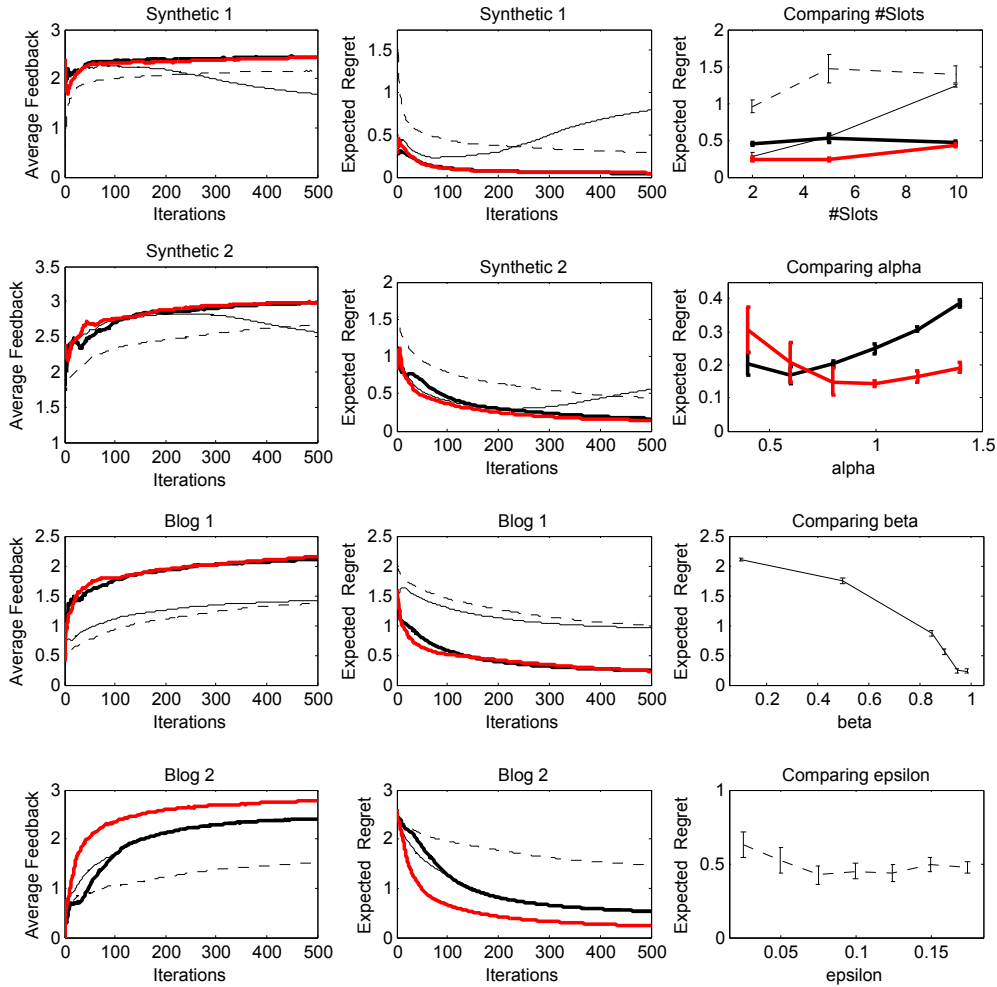 Synthetic 1
Average Feedback
3
2
1
0
0 100 200 300 400 500
Iterations
Synthetic 1
Expected Regret
1.5
1
0.5
0
0 100 200 300 400 500
Iterations
Comparing #Slots
Expected Regret
2
1.5
1
0.5
0
2 4 6 8 10
#Slots
Synthetic 2
Average Feedback
3.5
3
2.5
2
1.5
1
0 100 200 300 400 500
Iterations
Synthetic 2
Expected Regret
2
1.5
1
0.5
0
0 100 200 300 400 500
Iterations
Comparing alpha
Expected Regret
0.4
0.3
0.2
0.1
0
0.5 1 1.5
alpha
Blog 1
Average Feedback
2.5
2
1.5
1
0.5
0
0 100 200 300 400 500
Iterations
Blog 1
Expected Regret
2.5
2
1.5
1
0.5
0
0 100 200 300 400 500
Iterations
Comparing beta
Expected Regret
2.5
2
1.5
1
0.5
0
0.2 0.4 0.6 0.8 1
beta
Blog 2
Average Feedback
3
2
1
0
0 100 200 300 400 500
Iterations
Blog 2
Expected Regret
3
2
1
0
0 100 200 300 400 500
Iterations
Comparing epsilon
Expected Regret
1
0.5
0
0.05 0.1 0.15
epsilon